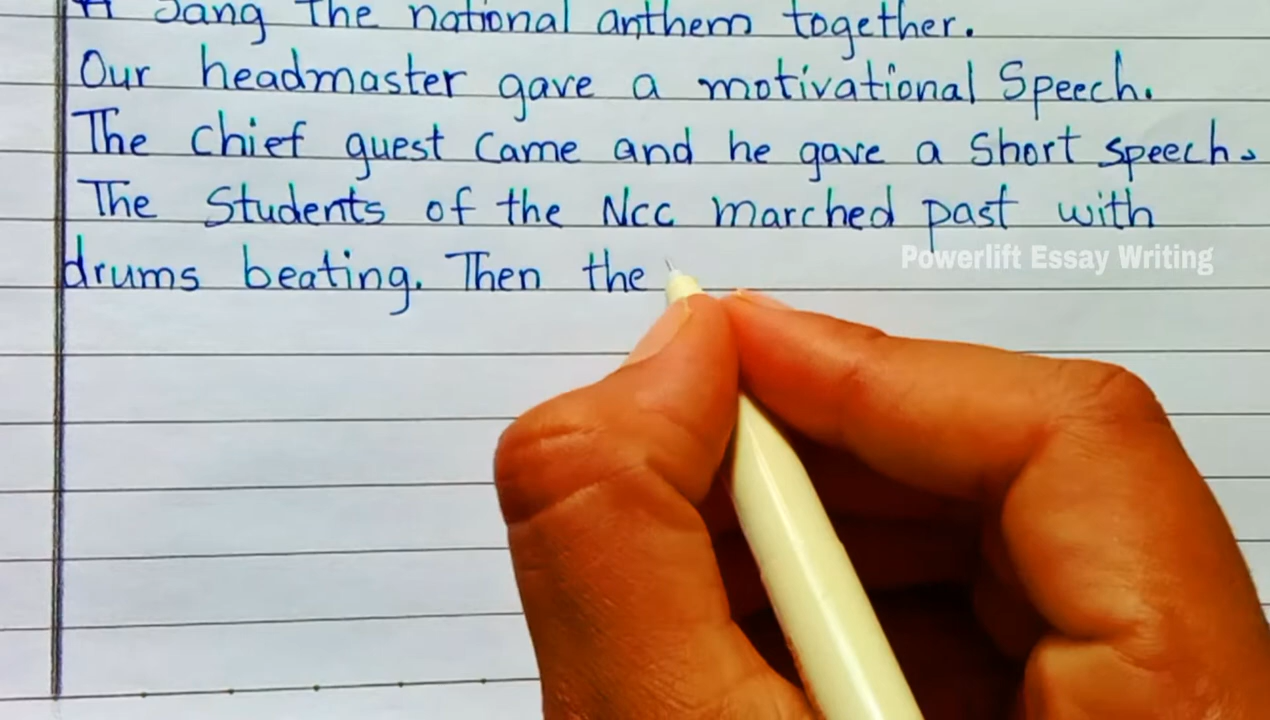 sang the national anthem together.
Our headmaster gave a motivational Speech.
The chief guest came and he gave a short speech.
The Students of the Ncc marched past with
Powerlift Essay Writing
drums beating. Then the